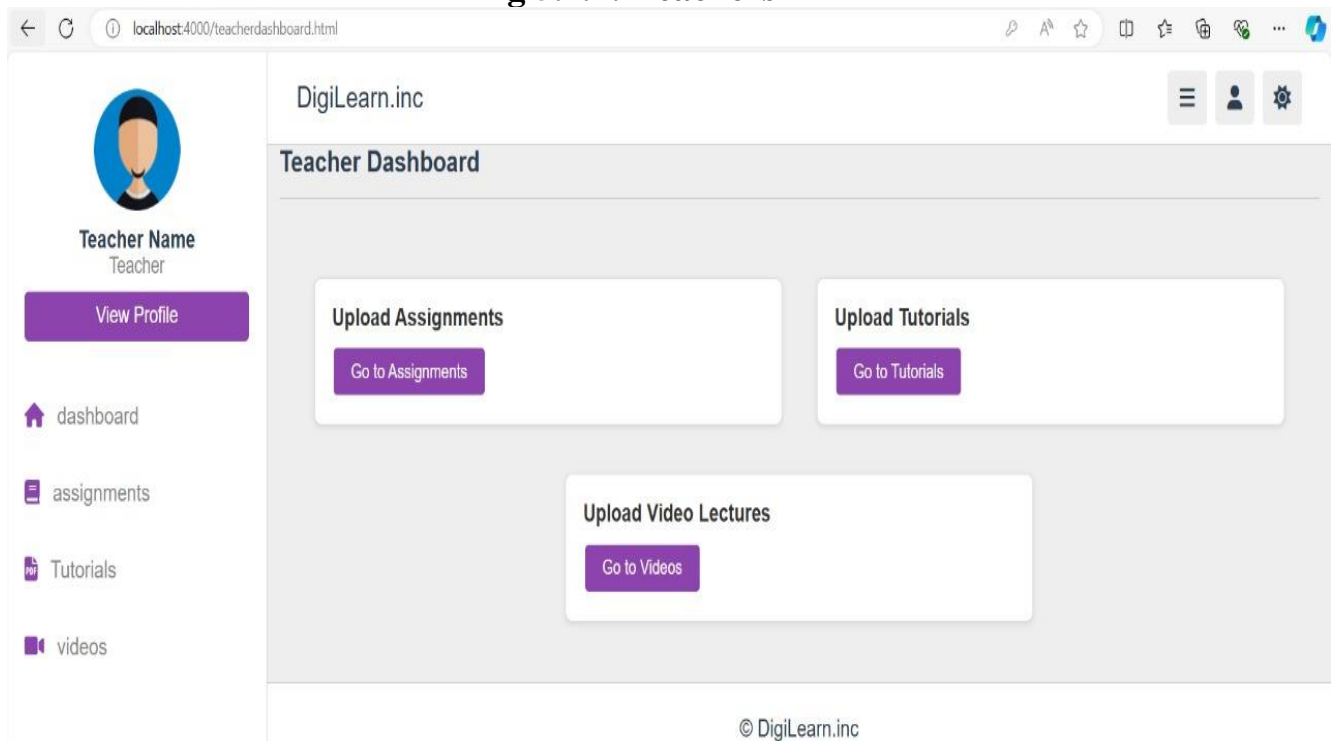 localhost:4000/teacherdashboard.html
DigiLearn.inc
Teacher Dashboard
Teacher Name
Teacher
View Profile
dashboard
assignments
Tutorials
videos
Upload Assignments
Go to Assignments
Upload Tutorials
Go to Tutorials
Upload Video Lectures
Go to Videos
© DigiLearn.inc